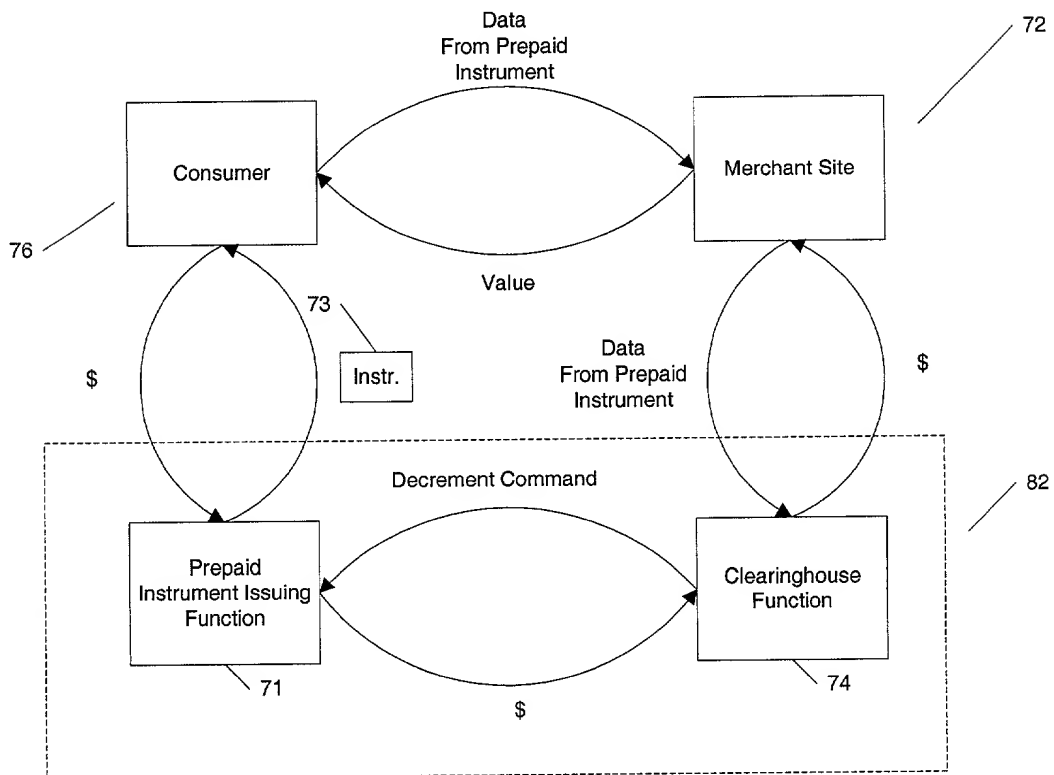 Data
From Prepaid
Instrument
72
Consumer
Merchant Site
76
Value
73
$
Instr.
Data
From Prepaid
Instrument
$
Decrement Command
82
Prepaid
Instrument Issuing
Function
Clearinghouse
Function
71
74
$